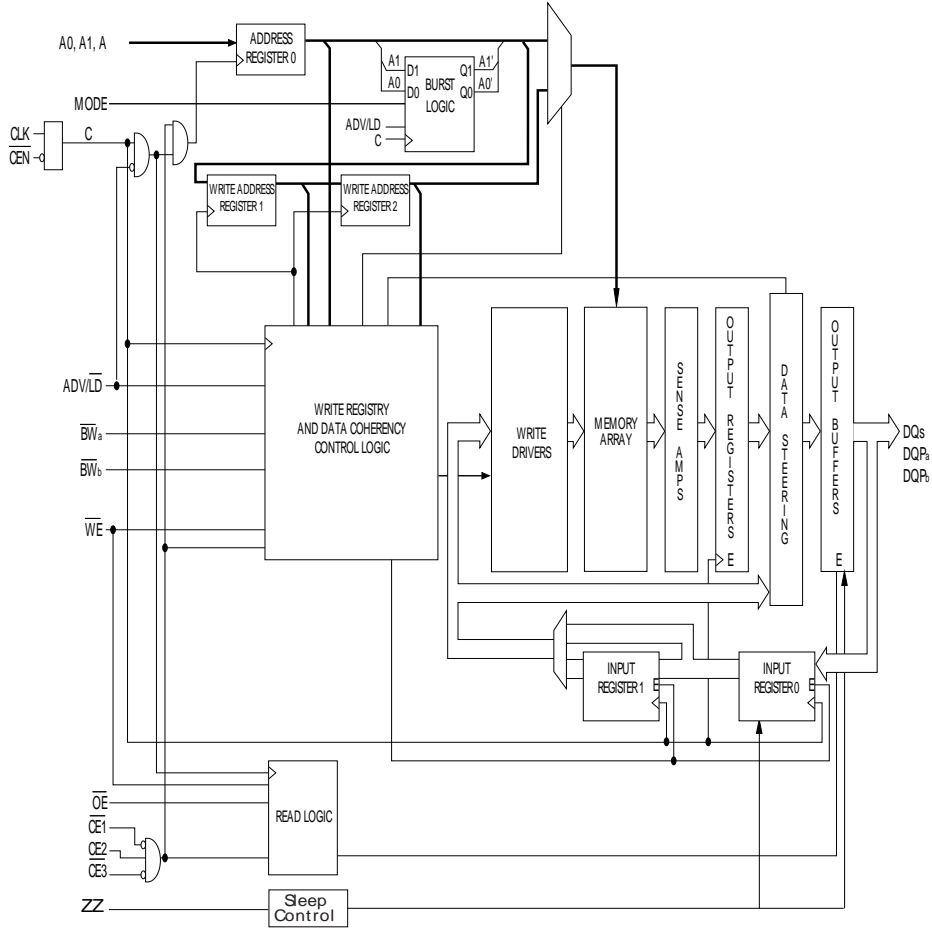 A0, A1, A
ADDRESS
REGISTER 0
A1
A0
D1
D0
BURST
LOGIC
Q1
Q0
A1'
A0'
MODE
ADV/LD
C
CLK
CEN
C
WRITE ADDRESS
REGISTER 1
WRITE ADDRESS
REGISTER 2
ADV/LD
BWa
BWb
WE
WRITE REGISTRY
AND DATA COHERENCY
CONTROL LOGIC
WRITE
DRIVERS
MEMORY
ARRAY
SENSE AMPS
OUTPUT REGISTERS
E
DATA STEERING
OUTPUT BUFFERS
E
DQs
DQPa
DQPb
INPUT
REGISTER 1
E
INPUT
REGISTER 0
E
OE
CE1
CE2
CE3
READ LOGIC
ZZ
Sleep
Control